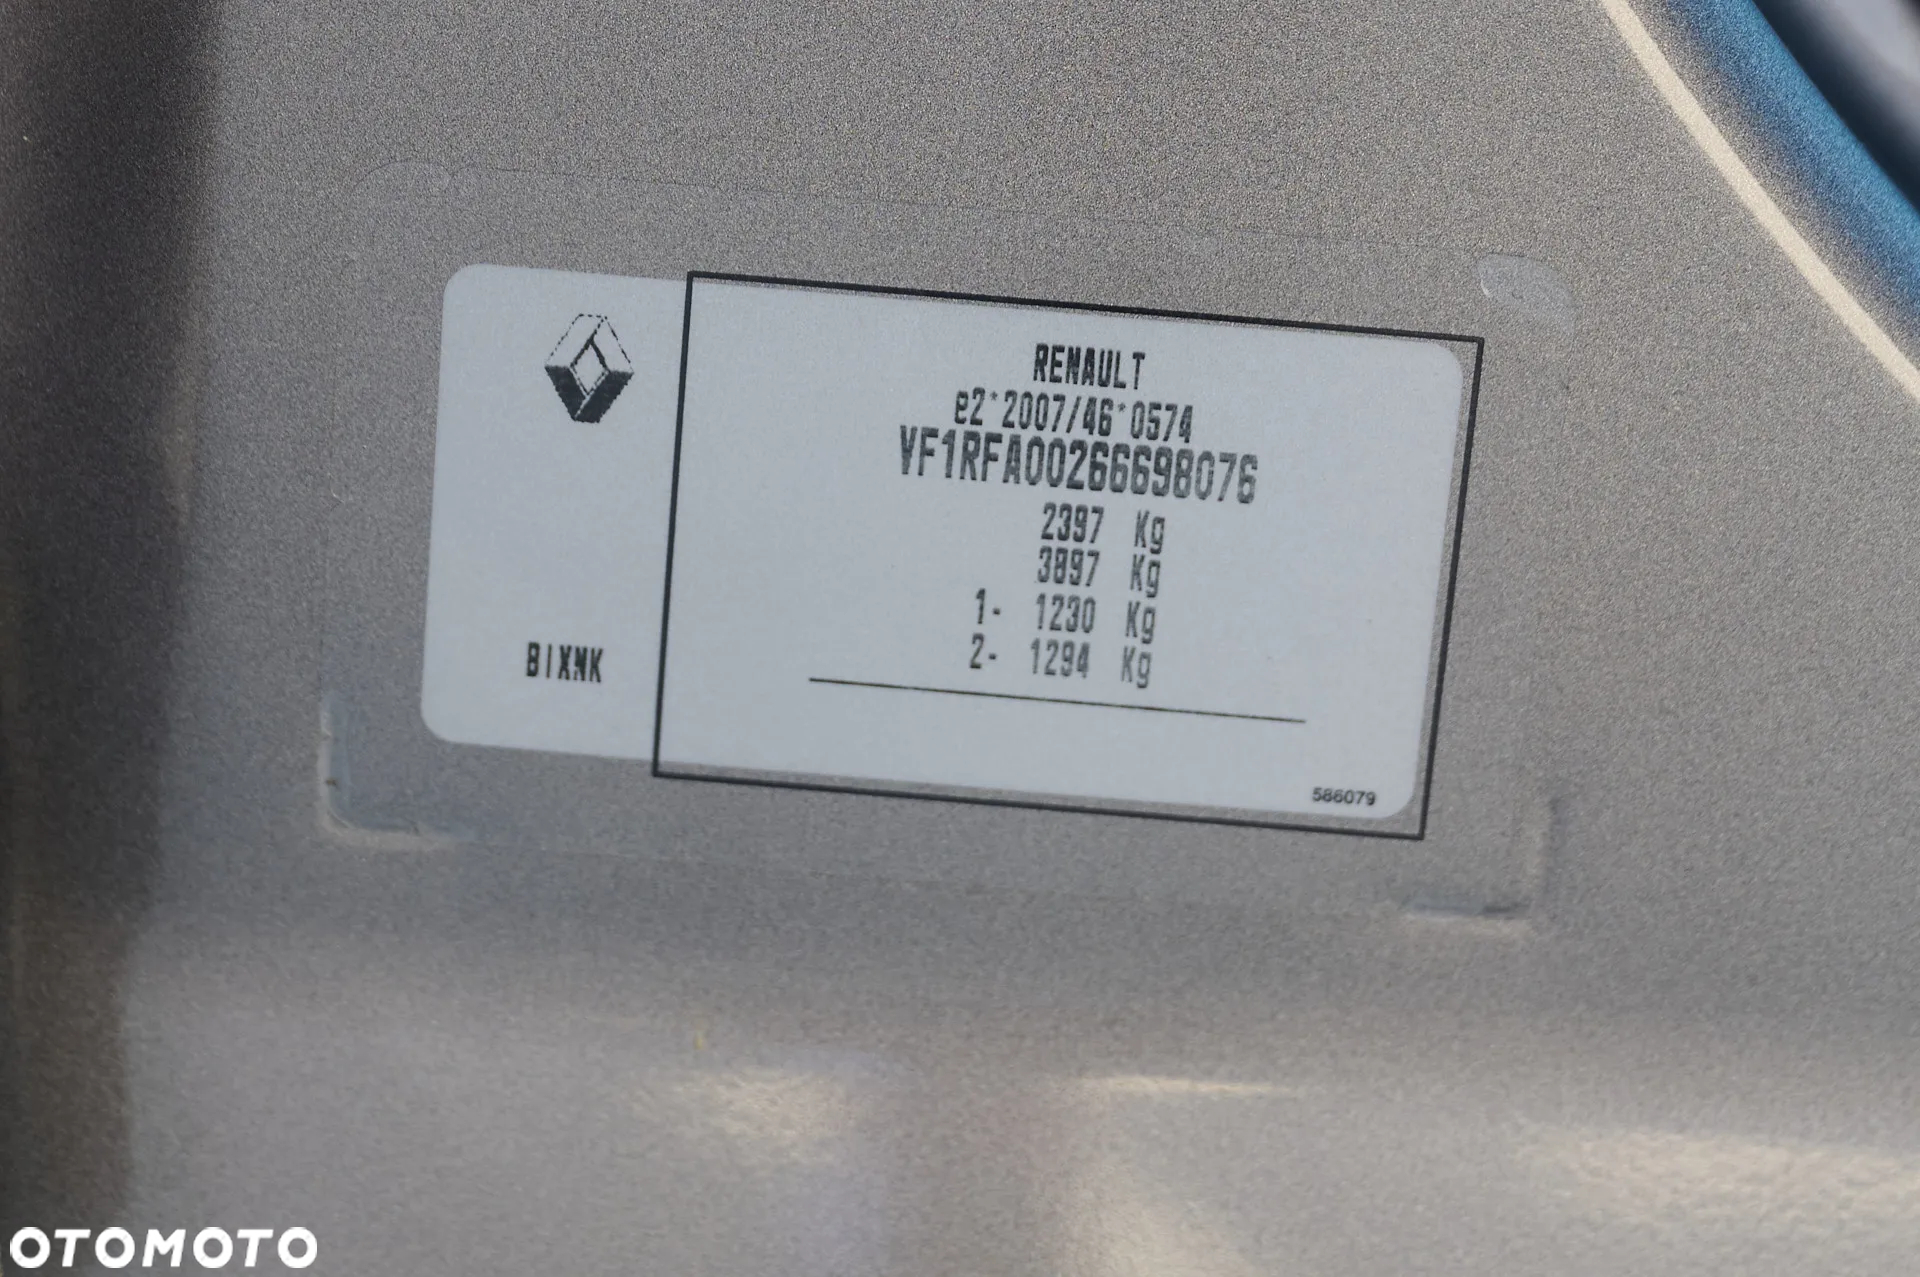 RENAULT
e2*2007/46*0574
VF1RFA00266698076
2397 Kg
3897 Kg
1- 1230 Kg
2- 1294 Kg
BIXNK
586079
OTOMOTO